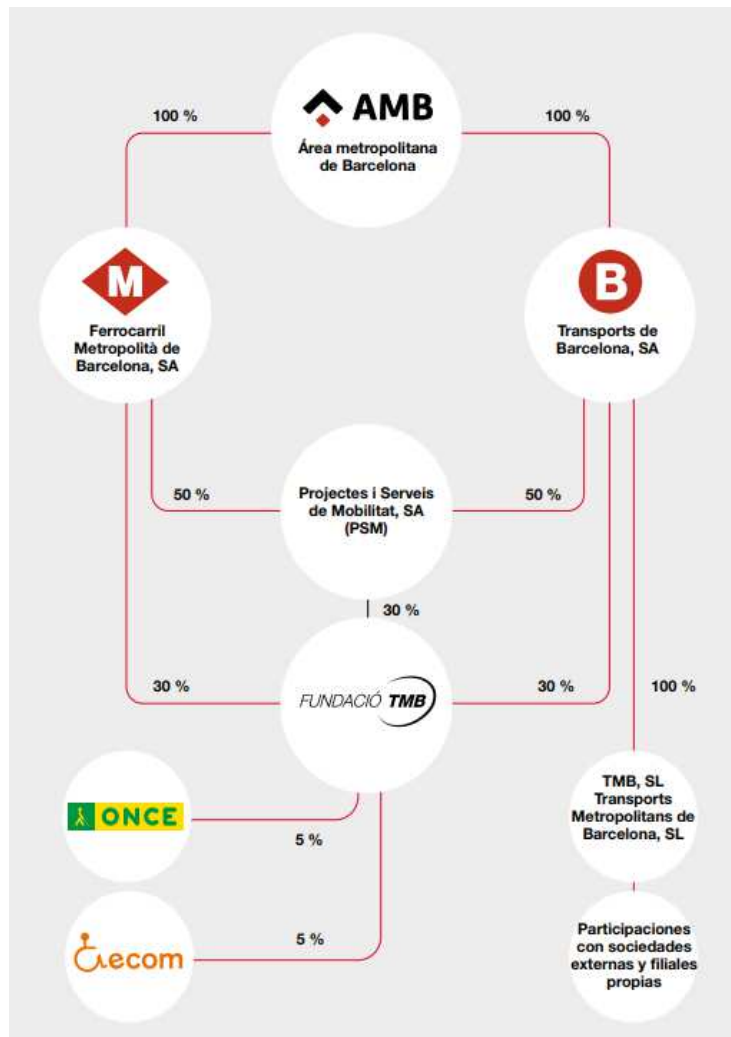 AMB
Área metropolitana
de Barcelona
100 %
100 %
M
Ferrocarril
Metropolità de
Barcelona, SA
B
Transports de
Barcelona, SA
50 %
Projectes i Serveis
de Mobilitat, SA
(PSM)
50 %
30 %
30 %
FUNDACIÓ TMB
30 %
100 %
ONCE
5 %
TMB, SL
Transports
Metropolitans de
Barcelona, SL
ecom
5 %
Participaciones
con sociedades
externas y filiales
propias